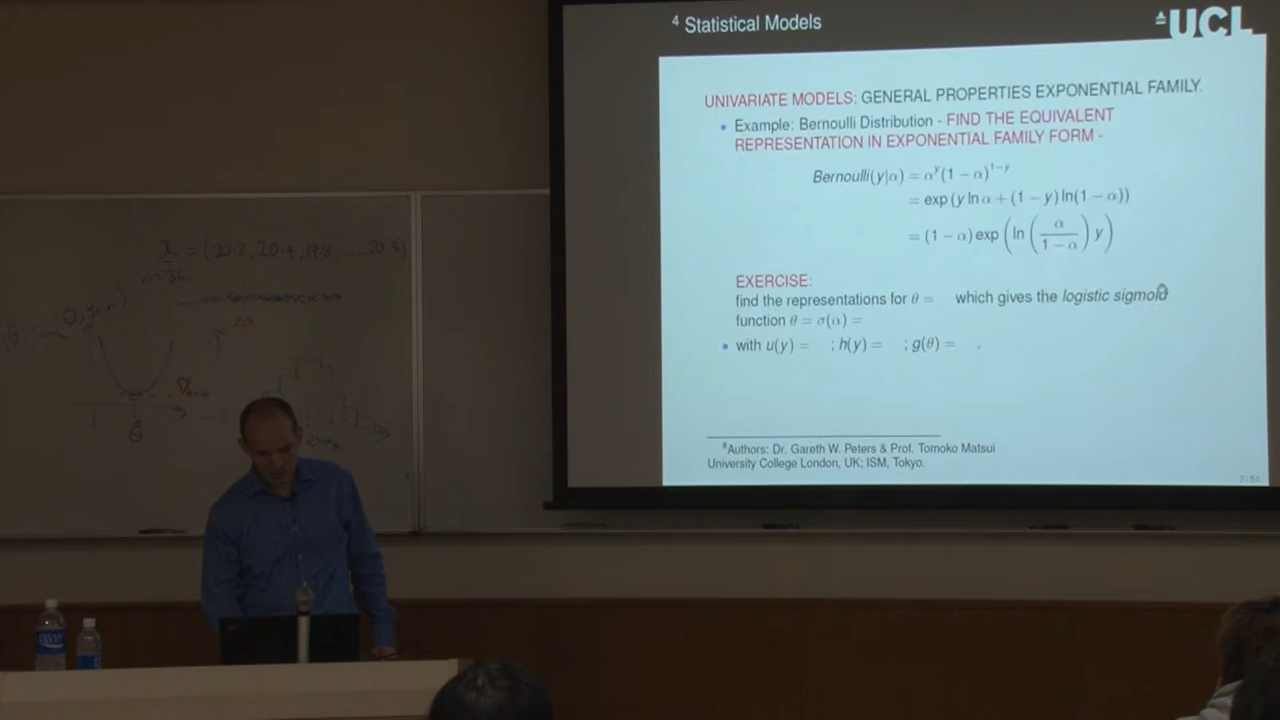 4 Statistical Models
UCL
UNIVARIATE MODELS: GENERAL PROPERTIES EXPONENTIAL FAMILY.
• Example: Bernoulli Distribution - FIND THE EQUIVALENT
REPRESENTATION IN EXPONENTIAL FAMILY FORM -
Bernoulli(y|α) = α^y(1 − α)^{1−y}
= exp (y ln α + (1 − y) ln(1 − α))
= (1 − α) exp (ln (α / (1 − α)) y)
EXERCISE:
find the representations for θ = which gives the logistic sigmoid
function θ = σ(α) =
• with u(y) = ; h(y) = ; g(θ) = .
4Authors: Dr. Gareth W. Peters & Prof. Tomoko Matsui
University College London, UK; ISM, Tokyo.
7/51